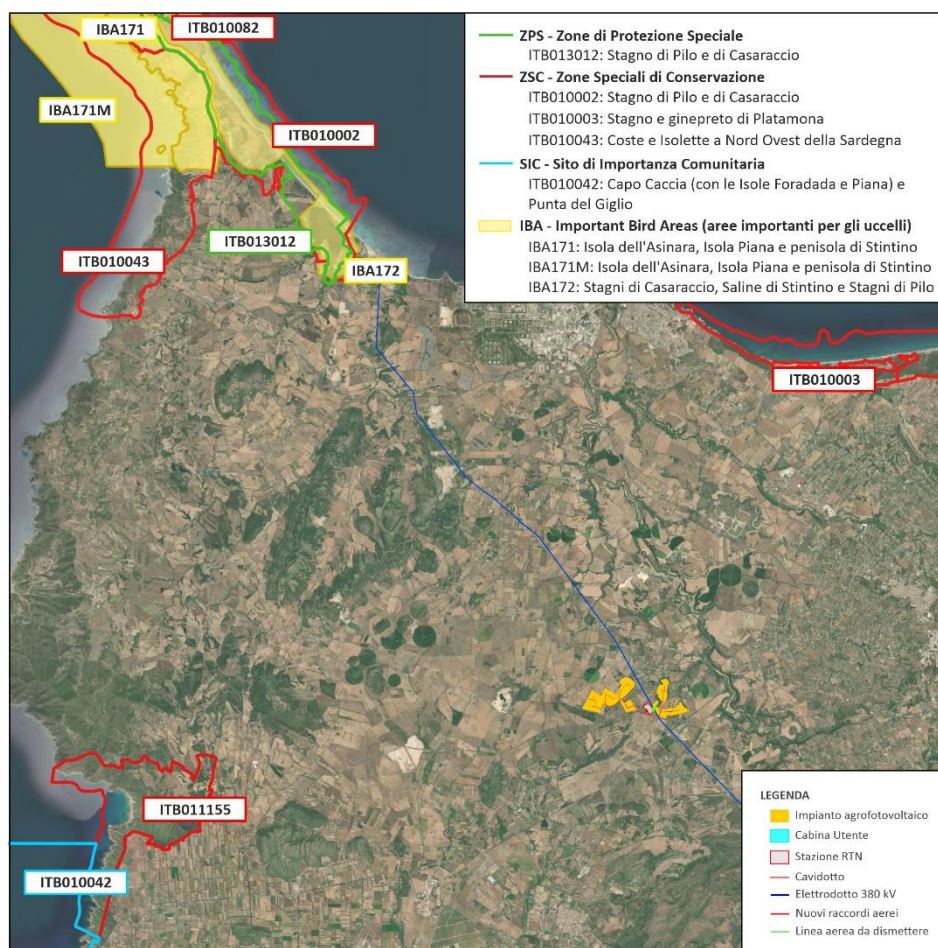 IBA171
ITB010082
IBA171M
ITB010002
ITB013012
ITB010043
IBA172
ZPS - Zone di Protezione Speciale
ITB013012: Stagno di Pilo e di Casaraccio
ZSC - Zone Speciali di Conservazione
ITB010002: Stagno di Pilo e di Casaraccio
ITB010003: Stagno e ginepreto di Platamona
ITB010043: Coste e Isolette a Nord Ovest della Sardegna
SIC - Sito di Importanza Comunitaria
ITB010042: Capo Caccia (con le Isole Foradada e Piana) e
Punta del Giglio
IBA - Important Bird Areas (aree importanti per gli uccelli)
IBA171: Isola dell'Asinara, Isola Piana e penisola di Stintino
IBA171M: Isola dell'Asinara, Isola Piana e penisola di Stintino
IBA172: Stagni di Casaraccio, Saline di Stintino e Stagni di Pilo
ITB010003
ITB011155
ITB010042
LEGENDA
Impianto agrofotovoltaico
Cabina Utente
Stazione RTN
Cavidotto
Elettrodotto 380 kV
Nuovi raccordi aerei
Linea aerea da dismettere